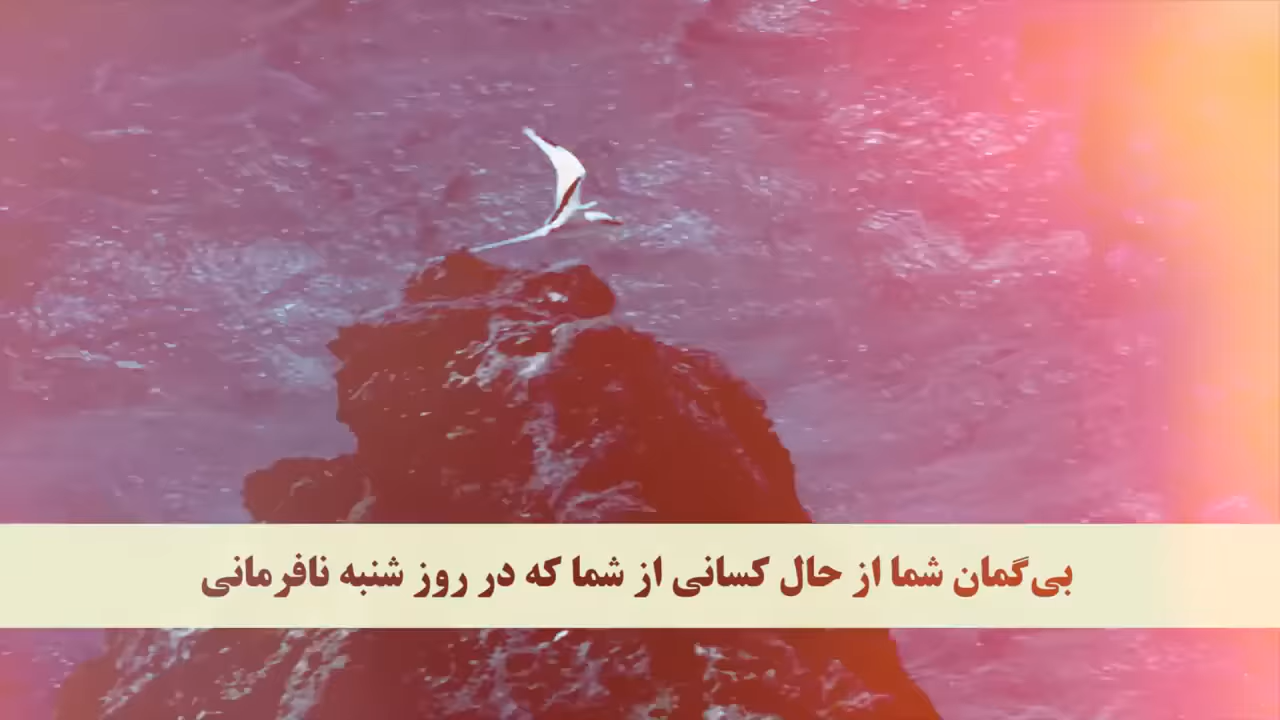 بی‌گمان شما از حال کسانی از شما که در روز شنبه نافرمانی